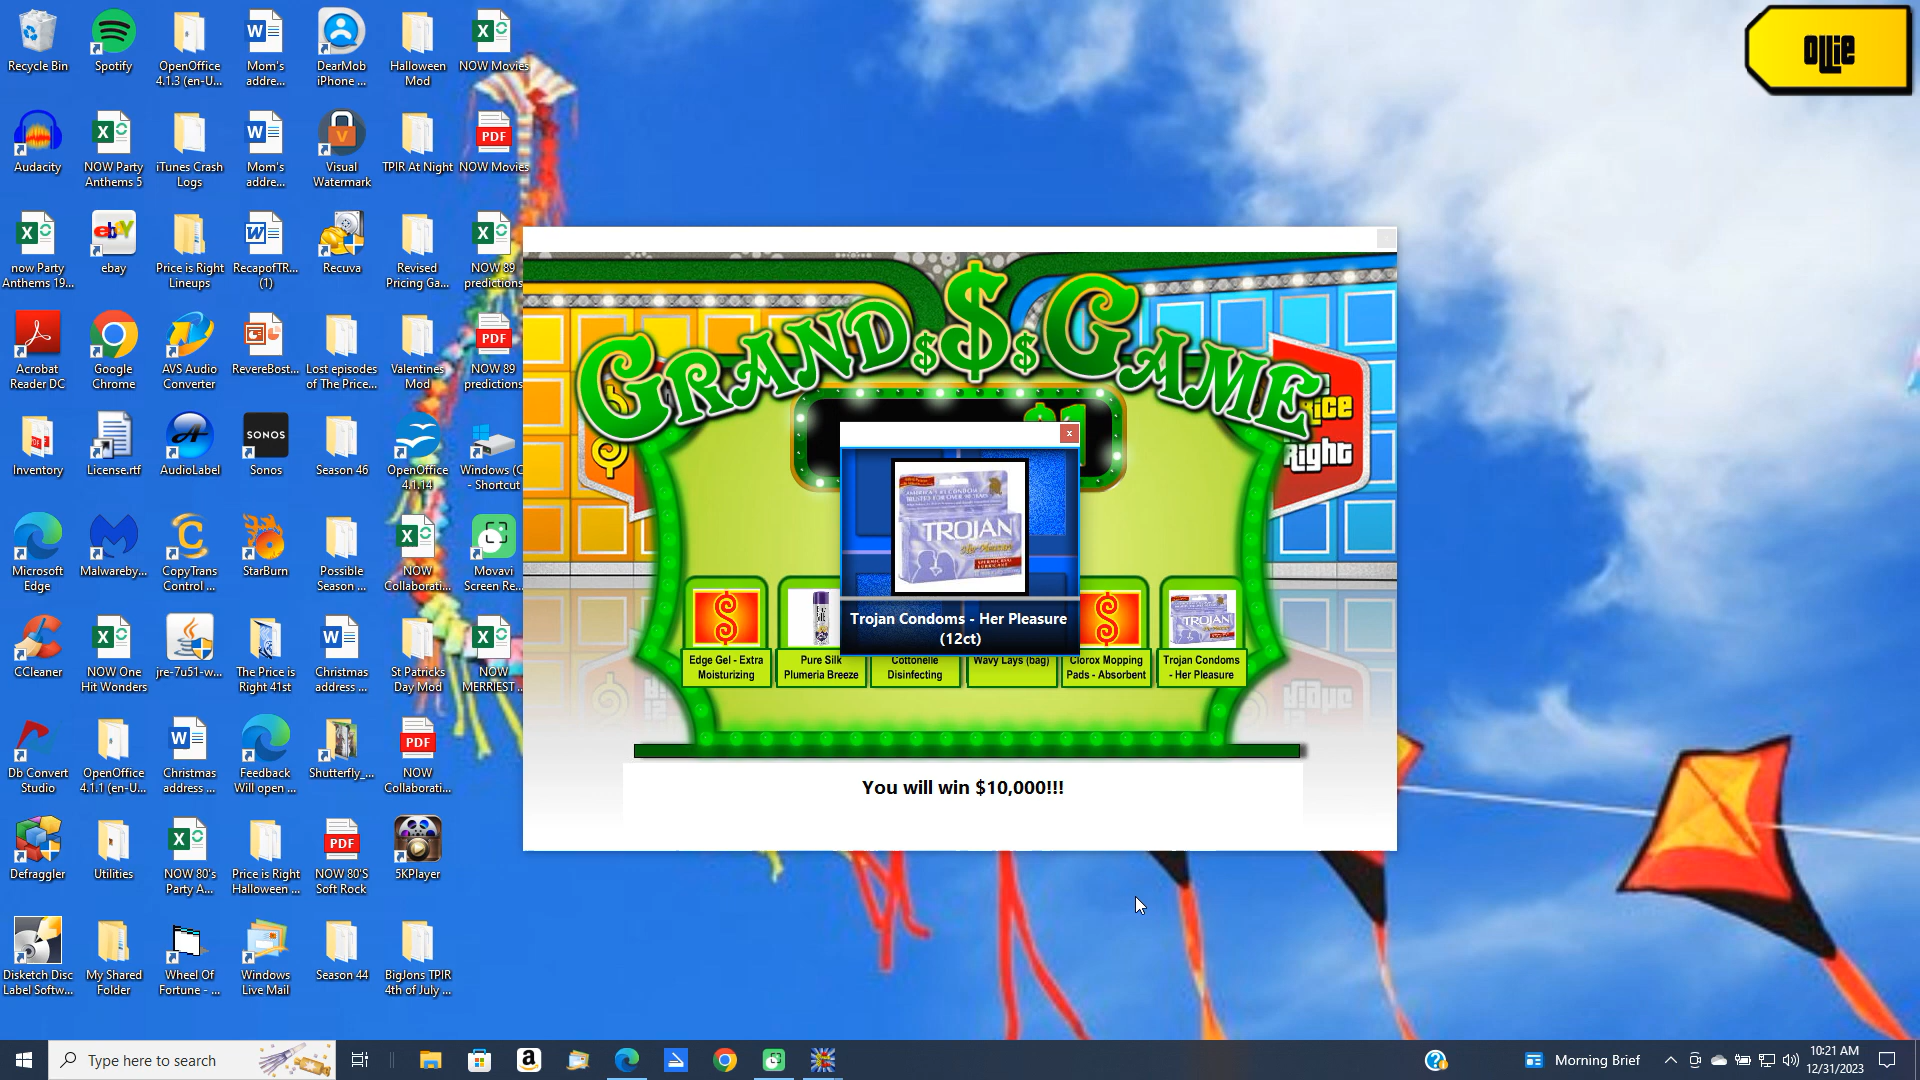 Recycle Bin
Spotify
OpenOffice
4.1.3 (en-U...
Mom's
addre...
DearMob
iPhone ...
Halloween
Mod
NOW Movies
Audacity
NOW Party
Anthems 5
iTunes Crash
Logs
Mom's
addre...
Visual
Watermark
TPIR At Night
NOW Movies
now Party
Anthems 19...
ebay
Price is Right
Lineups
RecapofTR...
(1)
Recuva
Revised
Pricing Ga...
NOW 89
predictions
Acrobat
Reader DC
Google
Chrome
AVS Audio
Converter
RevereBost...
Lost episodes
of The Price...
Valentines
Mod
NOW 89
predictions
Inventory
License.rtf
AudioLabel
SONOS
Sonos
Season 46
OpenOffice
4.1.14
Windows (C
- Shortcut
Microsoft
Edge
Malwareby...
CopyTrans
Control ...
StarBurn
Possible
Season ...
NOW
Collaborati...
Movavi
Screen Re...
CCleaner
NOW One
Hit Wonders
jre-7u51-w...
The Price is
Right 41st
Christmas
address ...
St Patricks
Day Mod
NOW
MERRIEST ...
Db Convert
Studio
OpenOffice
4.1.1 (en-U...
Christmas
address ...
Feedback
Will open ...
Shutterfly_...
NOW
Collaborati...
Defraggler
Utilities
NOW 80's
Party A...
Price is Right
Halloween ...
NOW 80'S
Soft Rock
5KPlayer
Disketch Disc
Label Softw...
My Shared
Folder
Wheel Of
Fortune - ...
Windows
Live Mail
Season 44
BigJons TPIR
4th of July ...
OLLIE
GRAND $$$ GAME
$1
TROJAN
Her Pleasure
Trojan Condoms - Her Pleasure
(12ct)
Edge Gel - Extra
Moisturizing
Pure Silk
Plumeria Breeze
Cottonelle
Disinfecting
Wavy Lays (bag)
Clorox Mopping
Pads - Absorbent
Trojan Condoms
- Her Pleasure
You will win $10,000!!!
Type here to search
Morning Brief
10:21 AM
12/31/2023